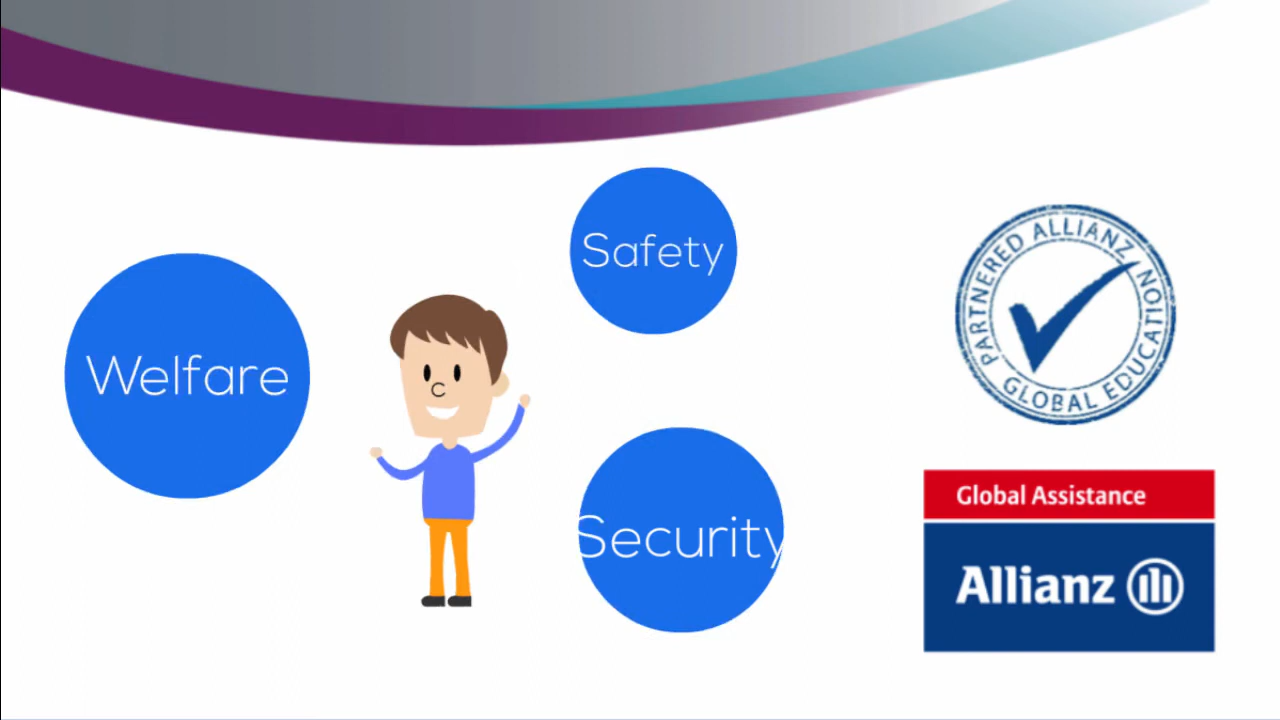 Safety
Welfare
Security
PARTNERED ALLIANZ
GLOBAL EDUCATION
Global Assistance
Allianz